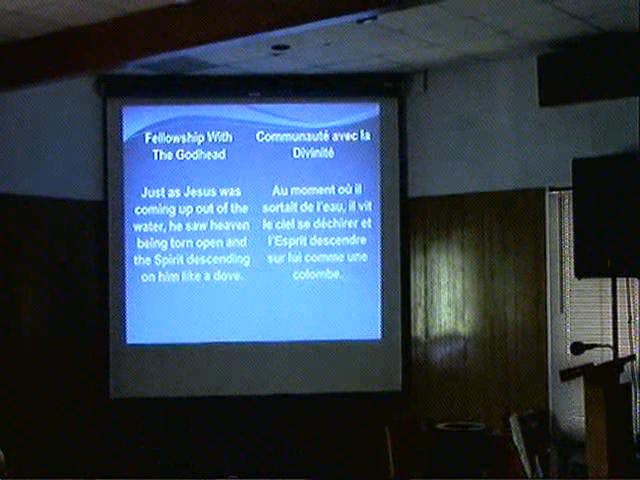 Fellowship With
The Godhead
Just as Jesus was
coming up out of the
water, he saw heaven
being torn open and
the Spirit descending
on him like a dove.
Communauté avec la
Divinité
Au moment où il
sortait de l'eau, il vit
le ciel se déchirer et
l'Esprit descendre
sur lui comme une
colombe.